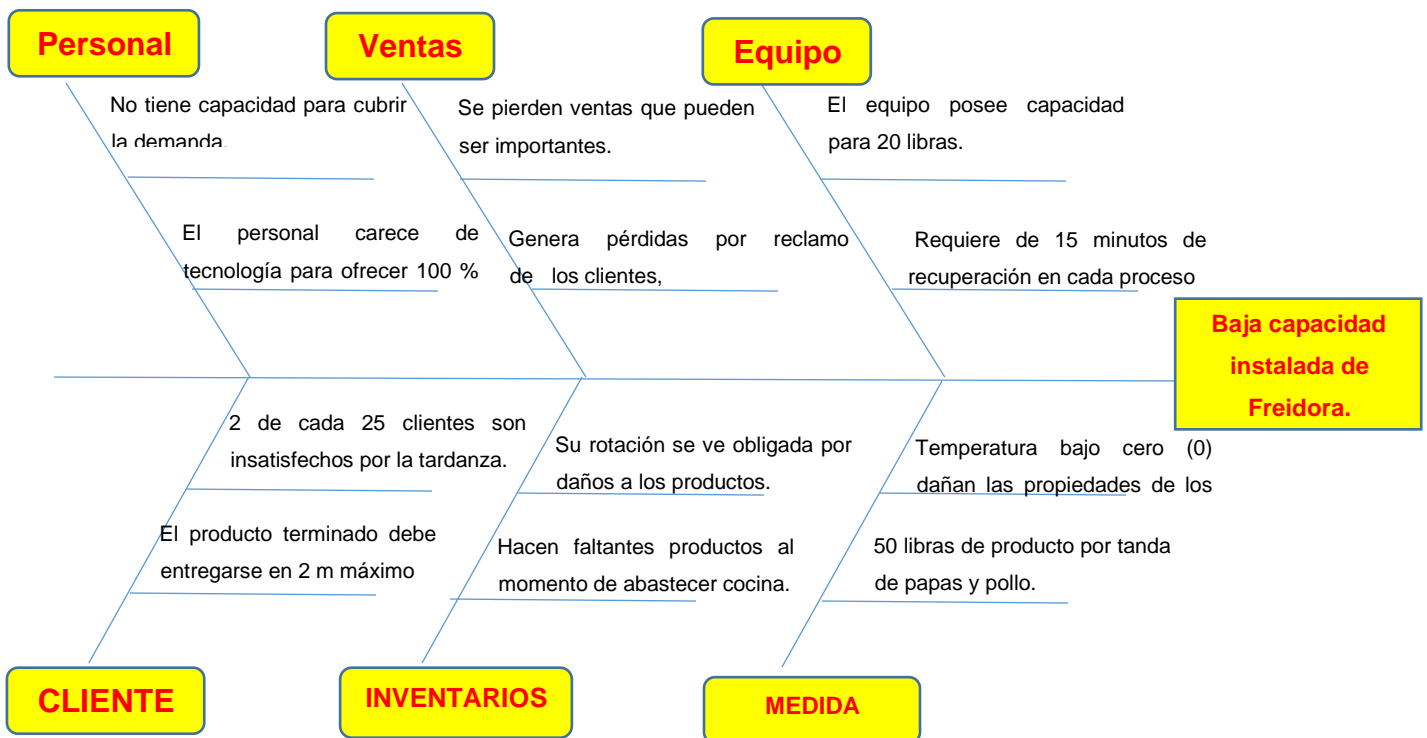 Personal
Ventas
Equipo
No tiene capacidad para cubrir
la demanda.
Se pierden ventas que pueden
ser importantes.
El equipo posee capacidad
para 20 libras.
El personal carece de
tecnología para ofrecer 100 %
Genera pérdidas por reclamo
de los clientes,
Requiere de 15 minutos de
recuperación en cada proceso
Baja capacidad
instalada de
Freidora.
2 de cada 25 clientes son
insatisfechos por la tardanza.
Su rotación se ve obligada por
daños a los productos.
Temperatura bajo cero (0)
dañan las propiedades de los
El producto terminado debe
entregarse en 2 m máximo
Hacen faltantes productos al
momento de abastecer cocina.
50 libras de producto por tanda
de papas y pollo.
CLIENTE
INVENTARIOS
MEDIDA